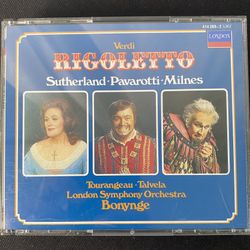 Verdi
LONDON
RIGOLETTO
Sutherland·Pavarotti·Milnes
Tourangeau·Talvela
London Symphony Orchestra
Bonynge